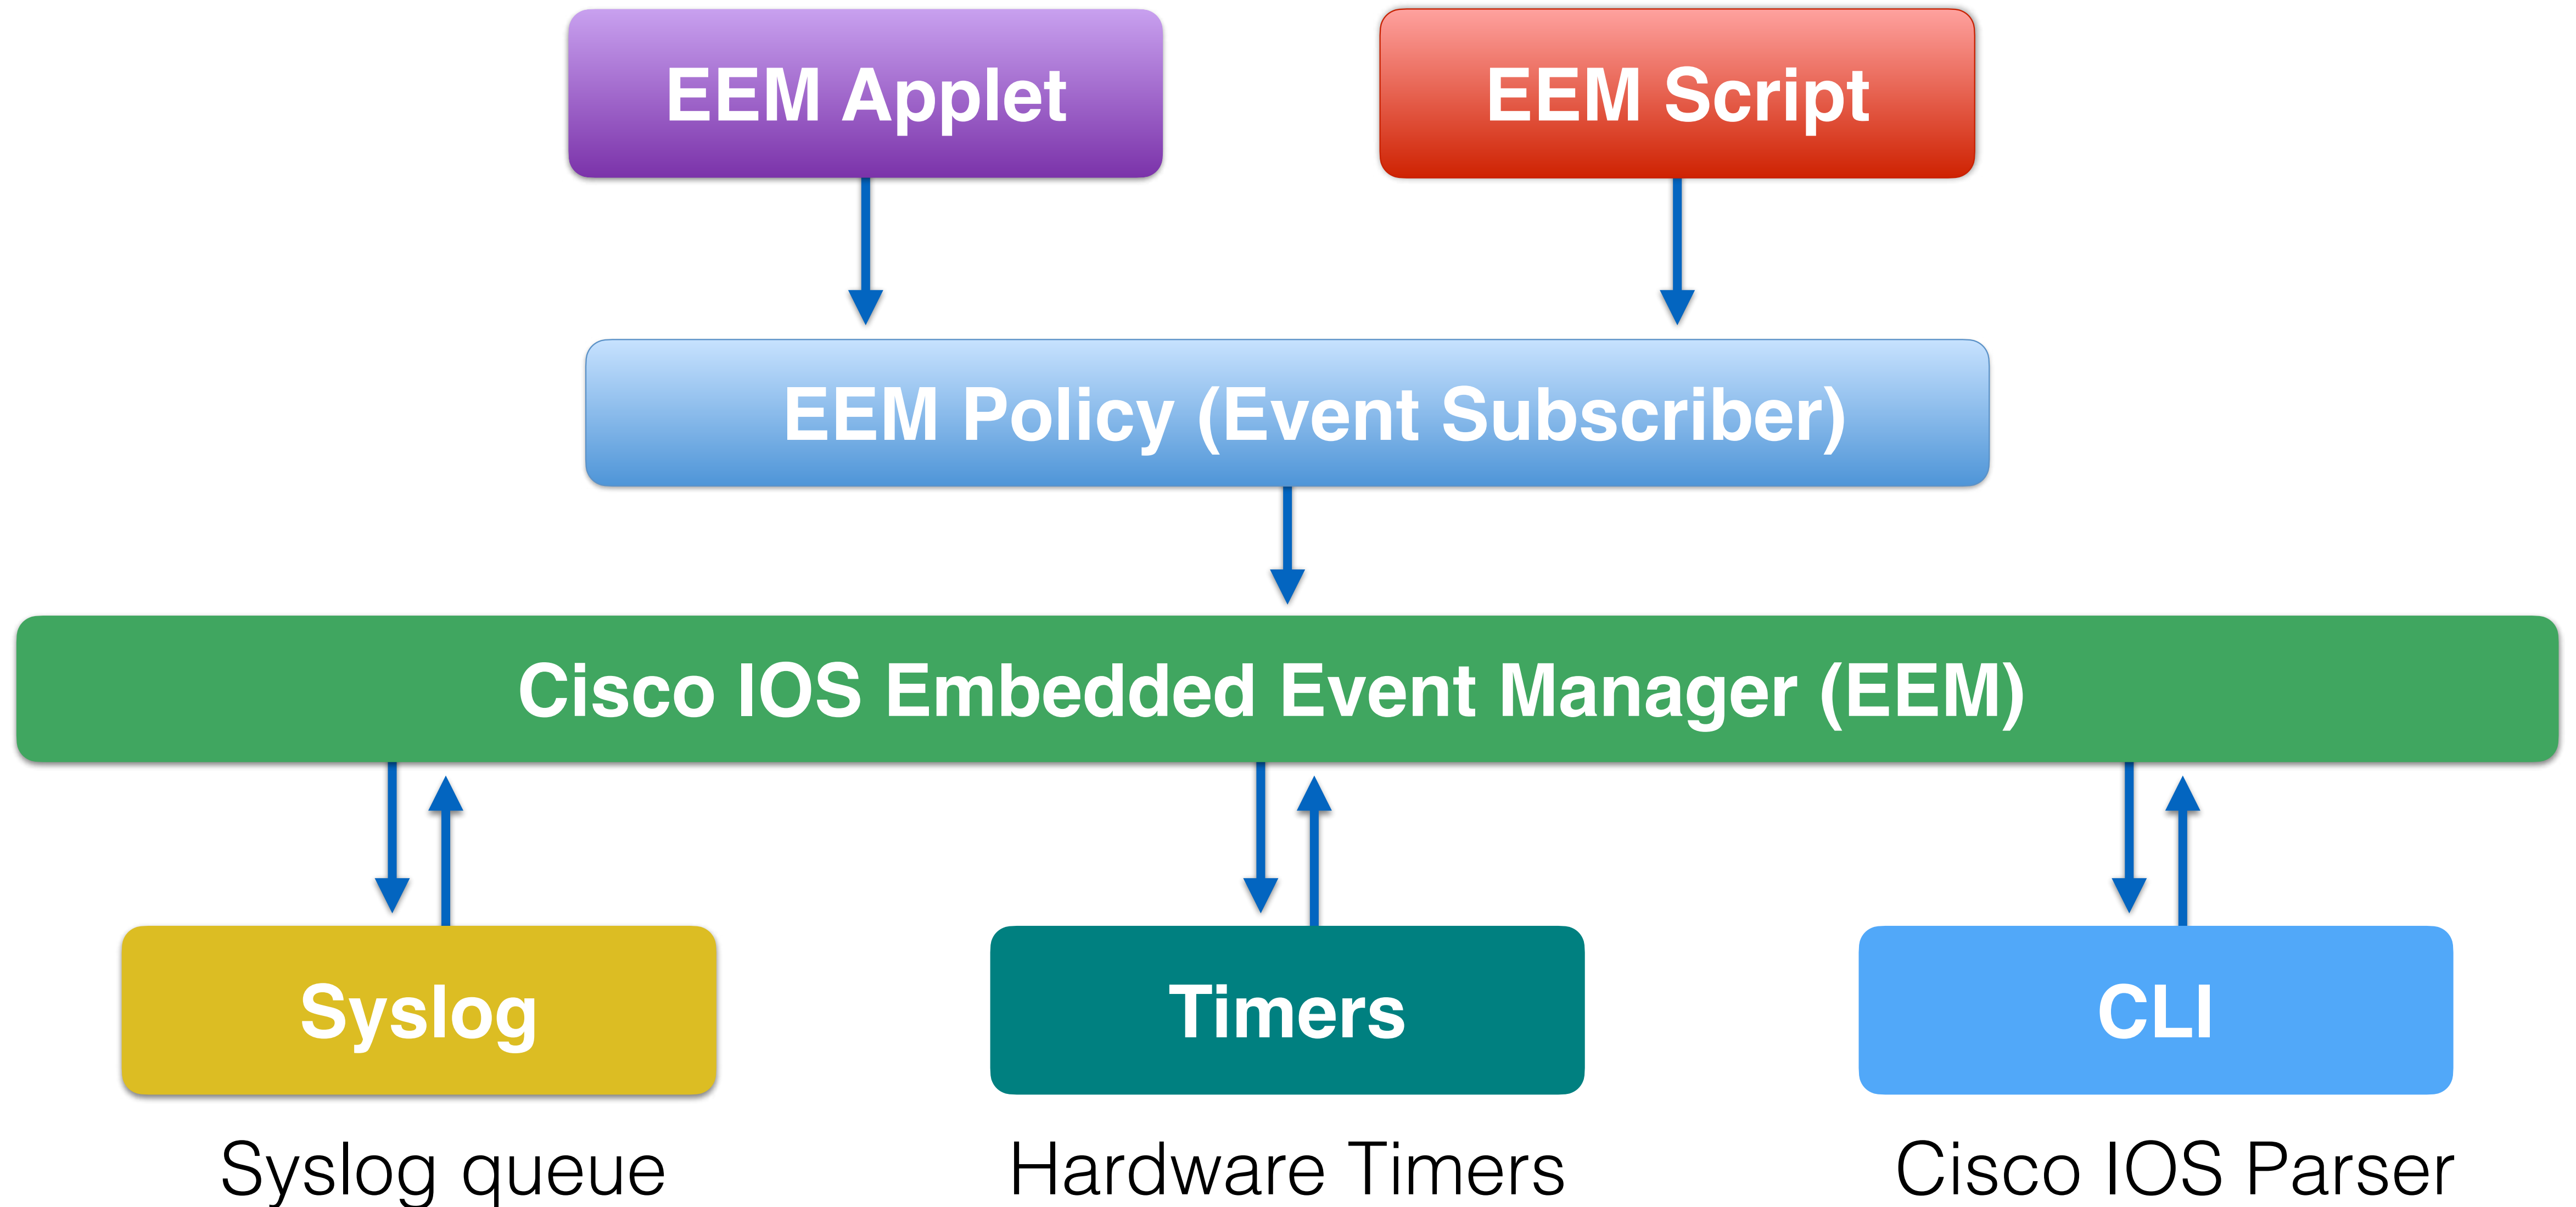 EEM Applet
EEM Script
EEM Policy (Event Subscriber)
Cisco IOS Embedded Event Manager (EEM)
Syslog
Timers
CLI
Syslog queue
Hardware Timers
Cisco IOS Parser